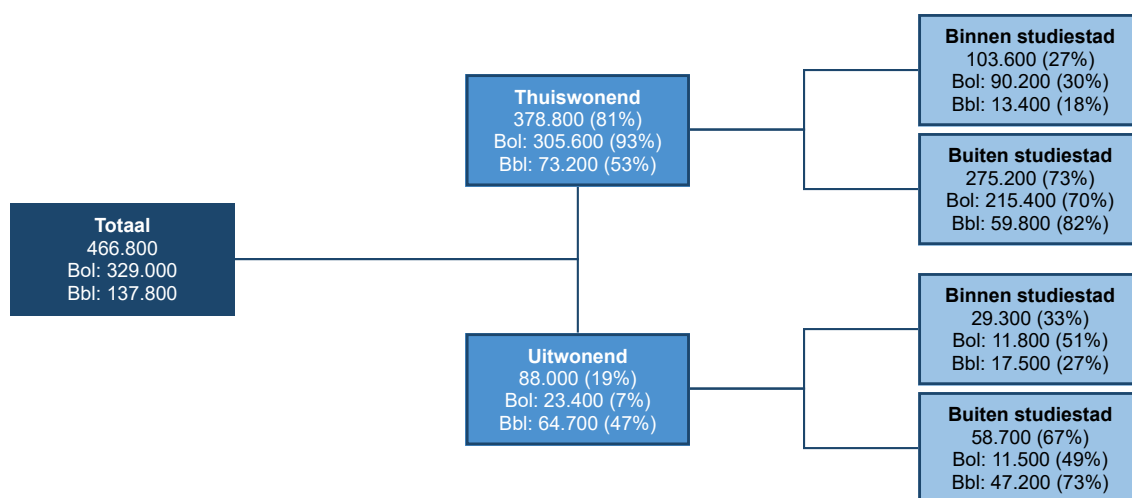 Totaal
466.800
Bol: 329.000
Bbl: 137.800
Thuiswonend
378.800 (81%)
Bol: 305.600 (93%)
Bbl: 73.200 (53%)
Binnen studiestad
103.600 (27%)
Bol: 90.200 (30%)
Bbl: 13.400 (18%)
Buiten studiestad
275.200 (73%)
Bol: 215.400 (70%)
Bbl: 59.800 (82%)
Uitwonend
88.000 (19%)
Bol: 23.400 (7%)
Bbl: 64.700 (47%)
Binnen studiestad
29.300 (33%)
Bol: 11.800 (51%)
Bbl: 17.500 (27%)
Buiten studiestad
58.700 (67%)
Bol: 11.500 (49%)
Bbl: 47.200 (73%)